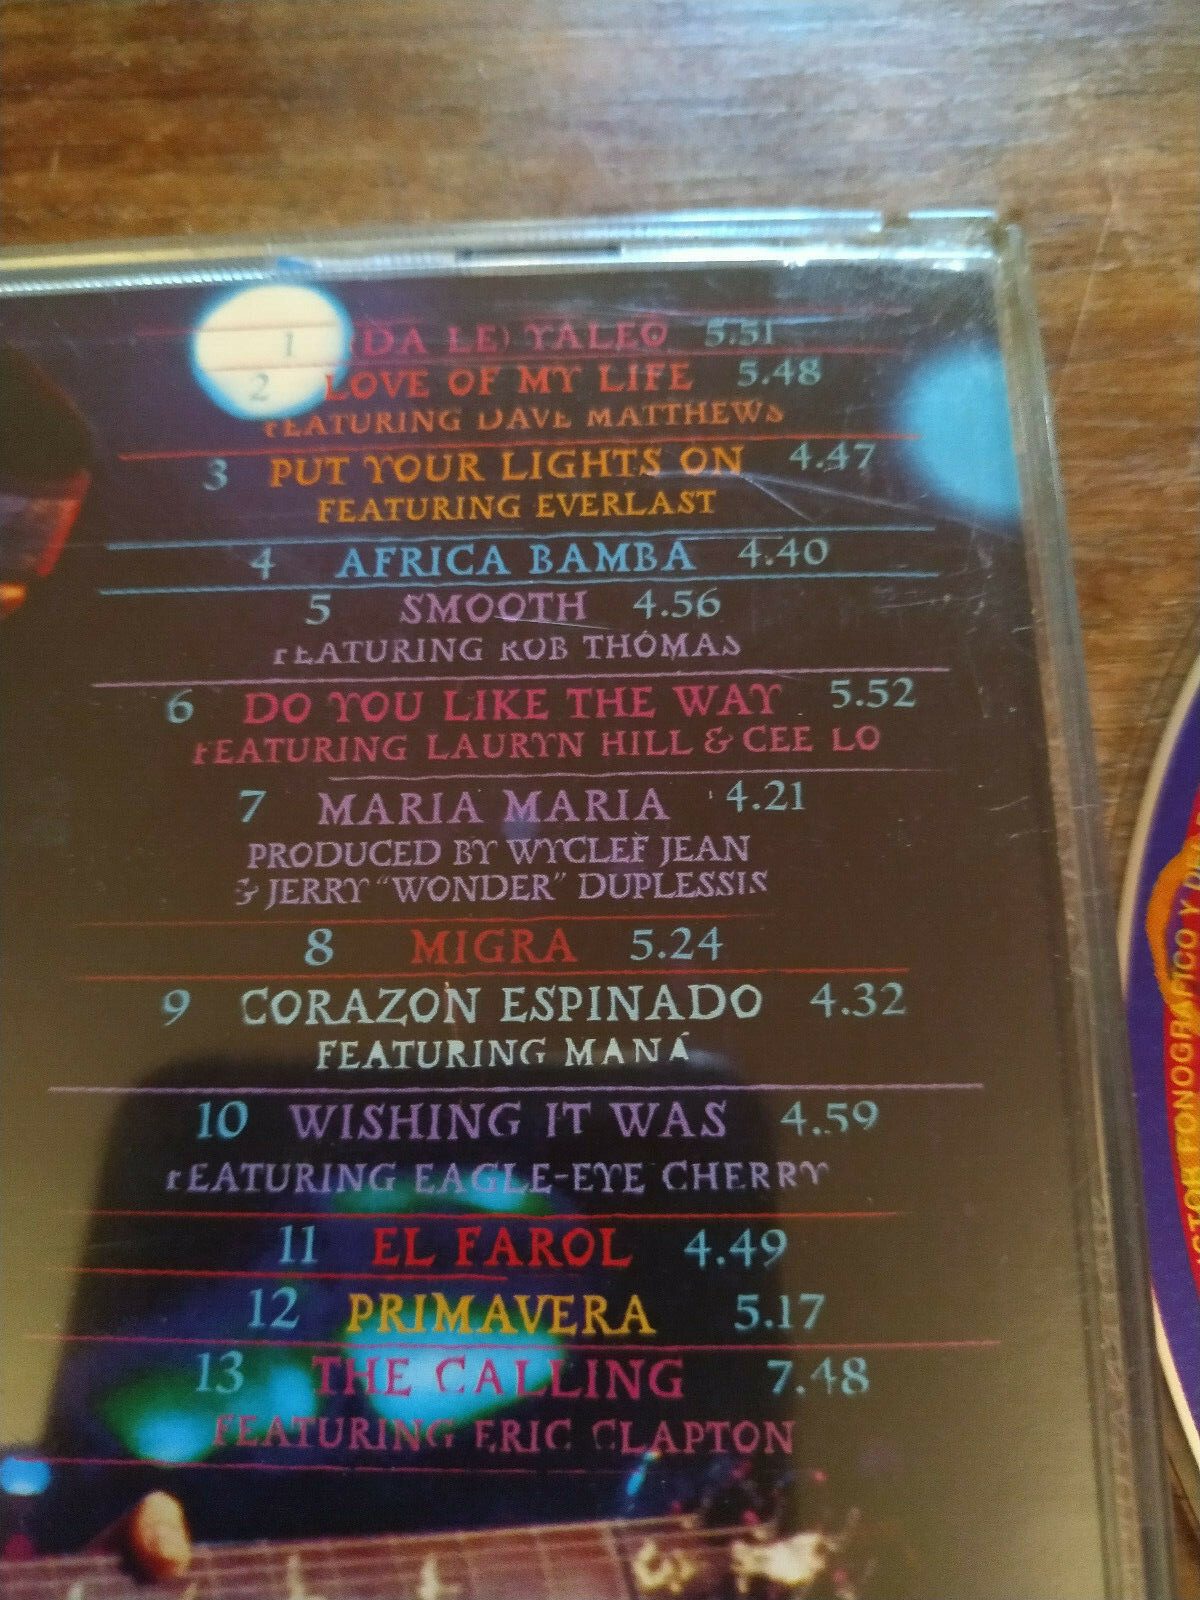 1 (DA LE) YALEO 5.51
2 LOVE OF MY LIFE 5.48
FEATURING DAVE MATTHEWS
3 PUT YOUR LIGHTS ON 4.47
FEATURING EVERLAST
4 AFRICA BAMBA 4.40
5 SMOOTH 4.56
FEATURING ROB THOMAS
6 DO YOU LIKE THE WAY 5.52
FEATURING LAURYN HILL & CEE LO
7 MARIA MARIA 4.21
PRODUCED BY WYCLEF JEAN
& JERRY "WONDER" DUPLESSIS
8 MIGRA 5.24
9 CORAZON ESPINADO 4.32
FEATURING MANÁ
10 WISHING IT WAS 4.59
FEATURING EAGLE-EYE CHERRY
11 EL FAROL 4.49
12 PRIMAVERA 5.17
13 THE CALLING 7.48
FEATURING ERIC CLAPTON
FONOGRAFICO Y